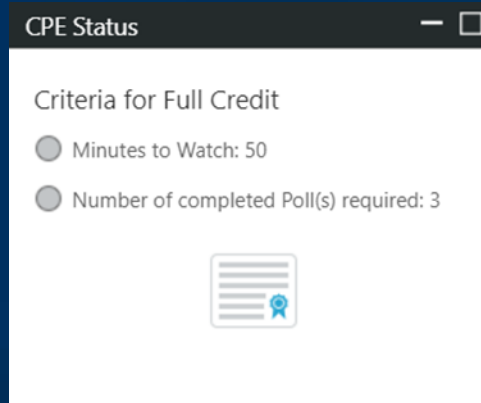 CPE Status
Criteria for Full Credit
Minutes to Watch: 50
Number of completed Poll(s) required: 3